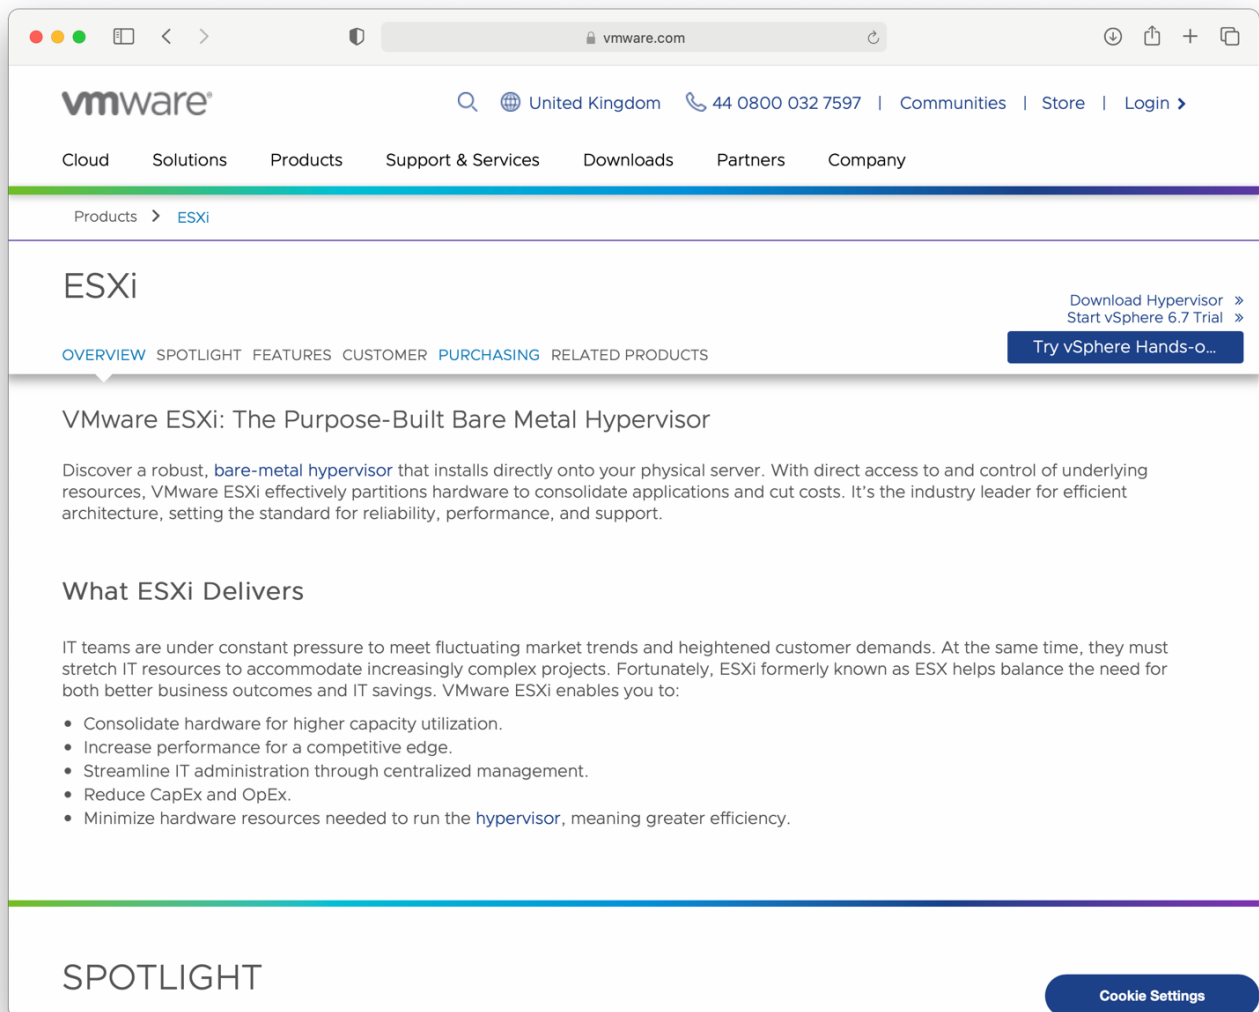 vmware.com
vmware®
United Kingdom 44 0800 032 7597 | Communities | Store | Login
Cloud Solutions Products Support & Services Downloads Partners Company
Products ESXi
ESXi
Download Hypervisor »
Start vSphere 6.7 Trial »
Try vSphere Hands-o...
OVERVIEW SPOTLIGHT FEATURES CUSTOMER PURCHASING RELATED PRODUCTS
VMware ESXi: The Purpose-Built Bare Metal Hypervisor
Discover a robust, bare-metal hypervisor that installs directly onto your physical server. With direct access to and control of underlying
resources, VMware ESXi effectively partitions hardware to consolidate applications and cut costs. It's the industry leader for efficient
architecture, setting the standard for reliability, performance, and support.
What ESXi Delivers
IT teams are under constant pressure to meet fluctuating market trends and heightened customer demands. At the same time, they must
stretch IT resources to accommodate increasingly complex projects. Fortunately, ESXi formerly known as ESX helps balance the need for
both better business outcomes and IT savings. VMware ESXi enables you to:
• Consolidate hardware for higher capacity utilization.
• Increase performance for a competitive edge.
• Streamline IT administration through centralized management.
• Reduce CapEx and OpEx.
• Minimize hardware resources needed to run the hypervisor, meaning greater efficiency.
SPOTLIGHT
Cookie Settings